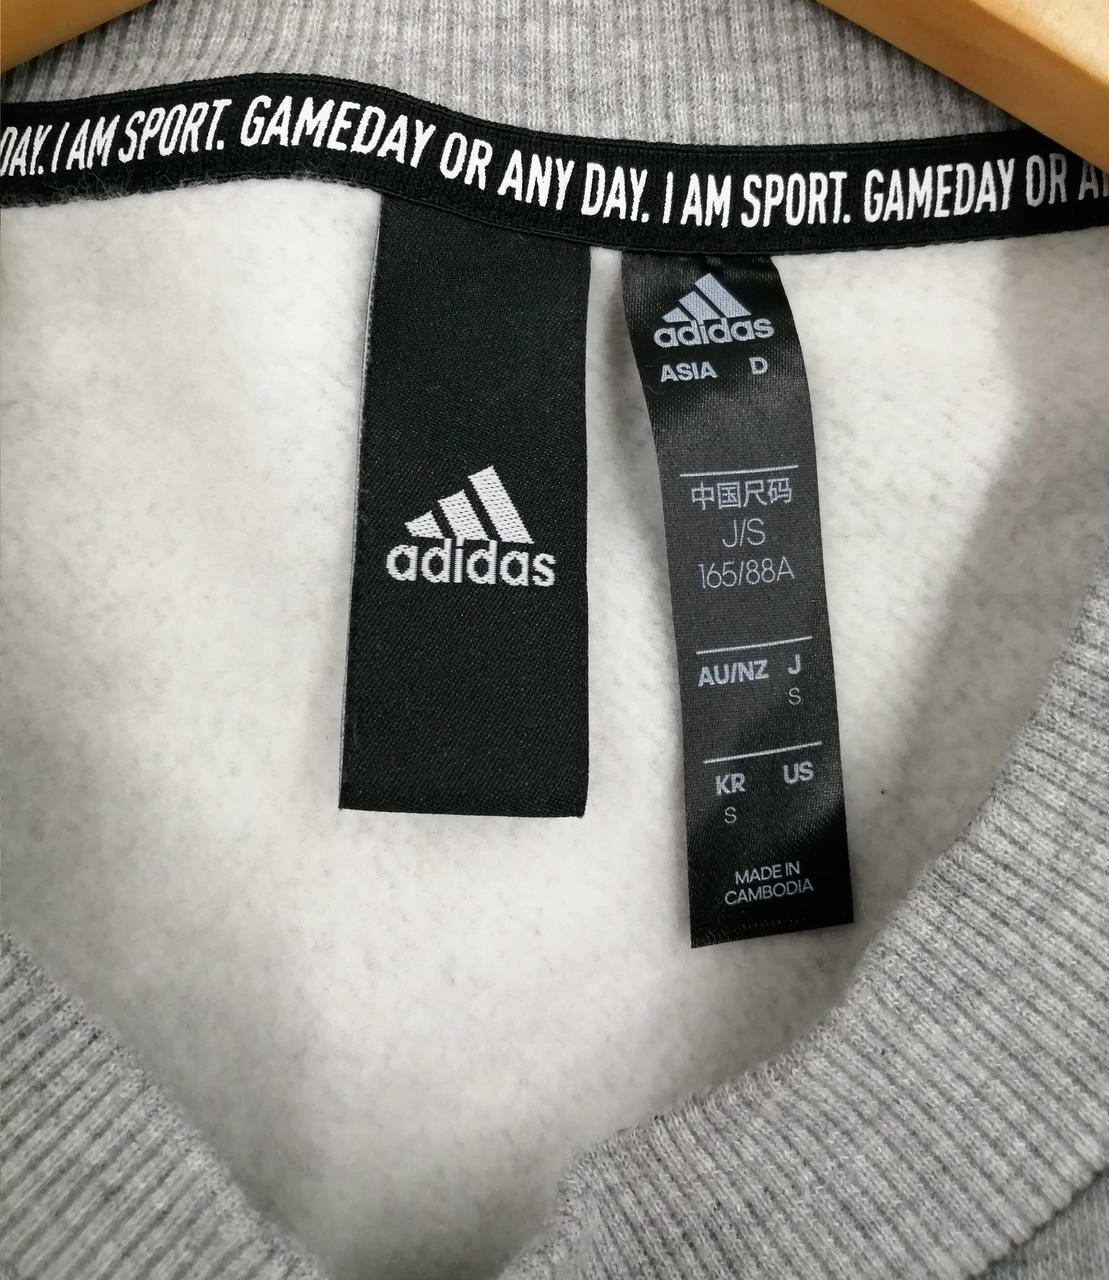 DAY. I AM SPORT. GAMEDAY OR ANY DAY. I AM SPORT. GAMEDAY OR
adidas
adidas
ASIA D
中国尺码
J/S
165/88A
AU/NZ J
S
KR US
S
MADE IN
CAMBODIA